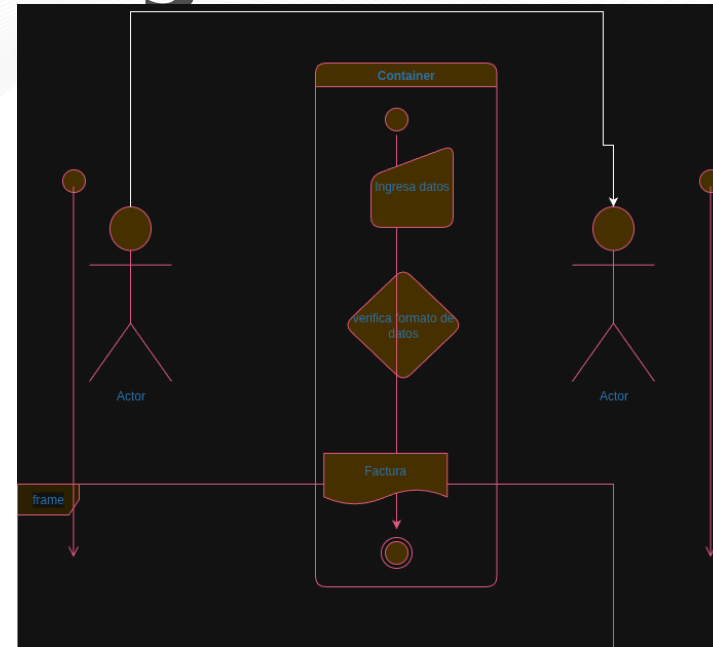 Container
Ingresa datos
verifica formato de
datos
Actor
Actor
Factura
frame